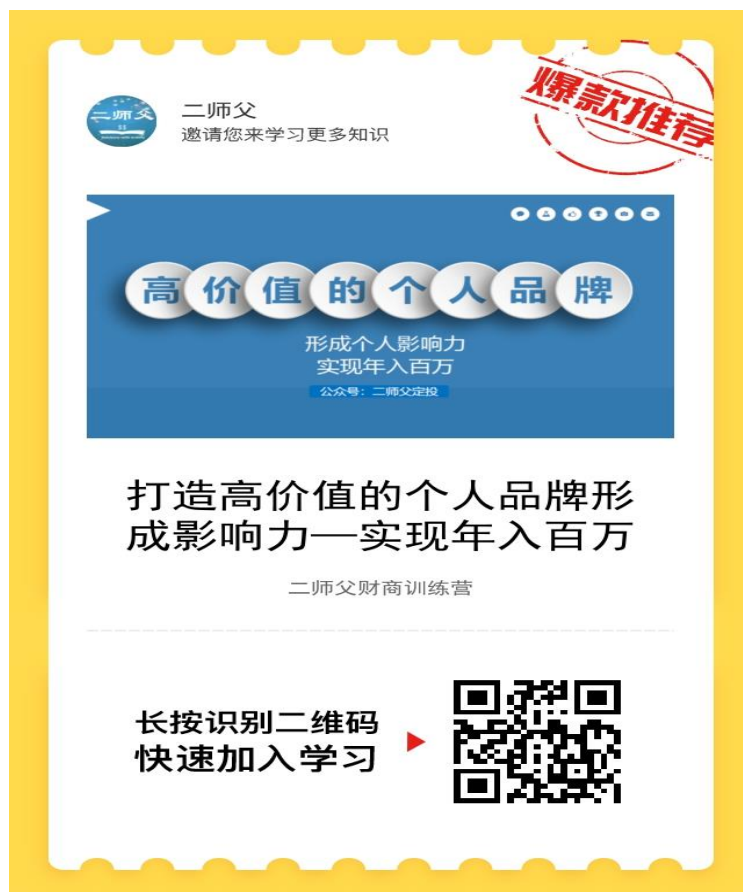 二师父
邀请您来学习更多知识
爆款推荐
二师父
高价值的个人品牌
形成个人影响力
实现年入百万
公众号：二师父定投
打造高价值的个人品牌形
成影响力—实现年入百万
二师父财商训练营
长按识别二维码
快速加入学习